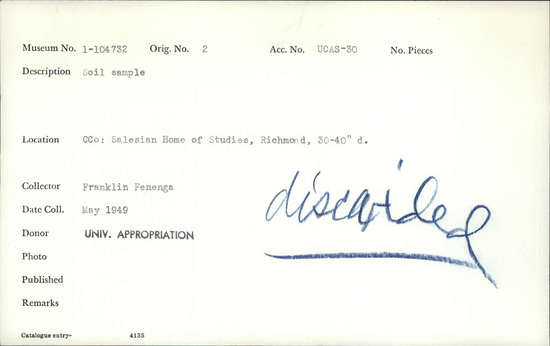 Museum No. 1-104732 Orig. No. 2 Acc. No. UCAS-30 No. Pieces
Description Soil sample
Location CCo: Salesian Home of Studies, Richmond, 30-40" d.
Collector Franklin Fenenga
Date Coll. May 1949
Donor UNIV. APPROPRIATION
discarded
Photo
Published
Remarks
Catalogue entry- 4135